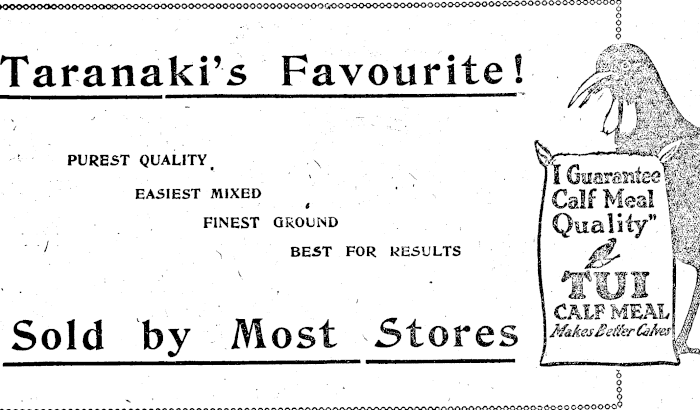 Taranaki's Favourite!
PUREST QUALITY
EASIEST MIXED
FINEST GROUND
BEST FOR RESULTS
Sold by Most Stores
I Guarantee
Calf Meal
Quality"
TUI
CALF MEAL
Makes Better Calves